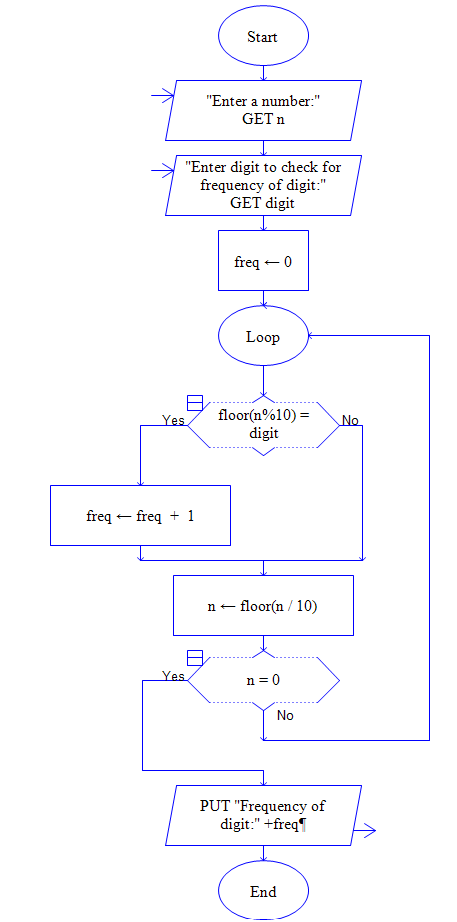 Start
"Enter a number:"
GET n
"Enter digit to check for
frequency of digit:"
GET digit
freq ← 0
Loop
floor(n%10) =
digit
Yes
No
freq ← freq + 1
n ← floor(n / 10)
Yes
n = 0
No
PUT "Frequency of
digit:" +freq¶
End